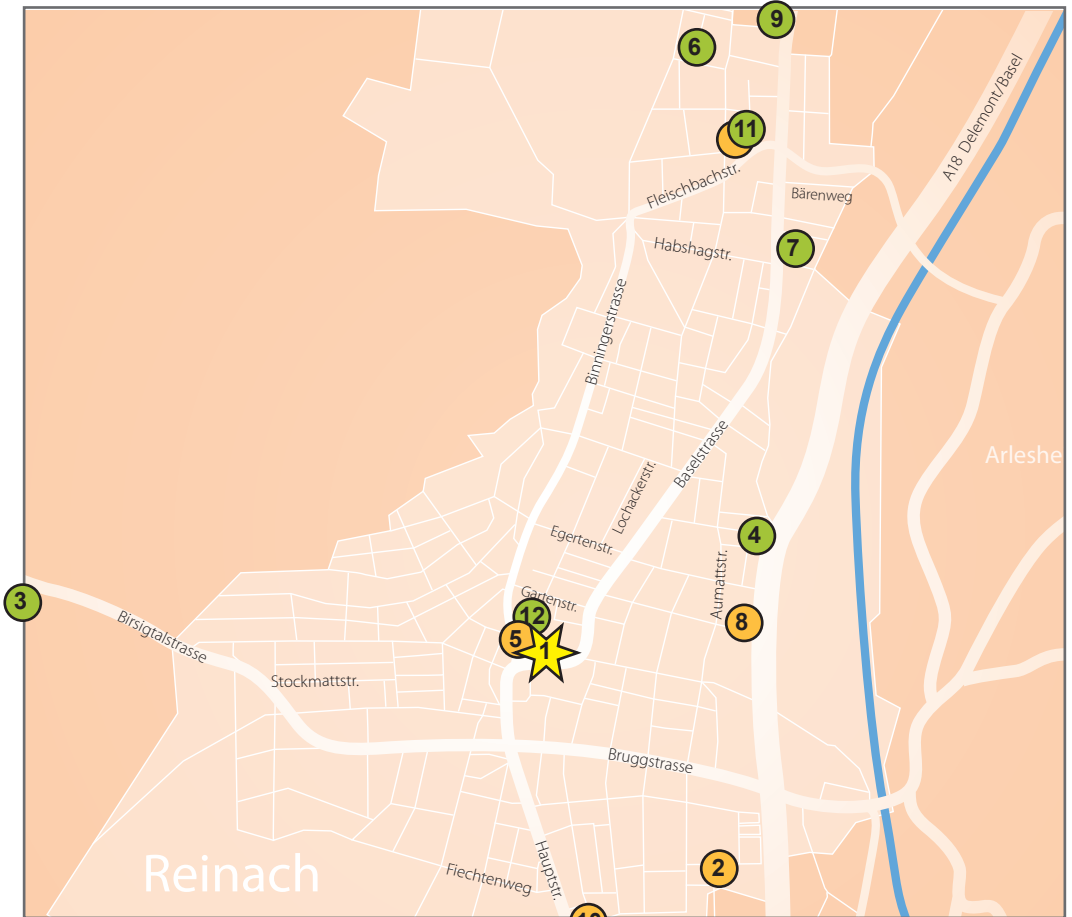 9
6
A18 Delemont/Basel
11
Fleischbachstr.
Bärenweg
Habshagstr.
7
Binningerstrasse
Baselstrasse
Arleshe
Lochackerstr.
Egertenstr.
4
Aumattstr.
Gartenstr.
3
12
8
Birsigtalstrasse
5
1
Stockmattstr.
Bruggstrasse
Reinach
Hauptstr.
2
Fiechtenweg